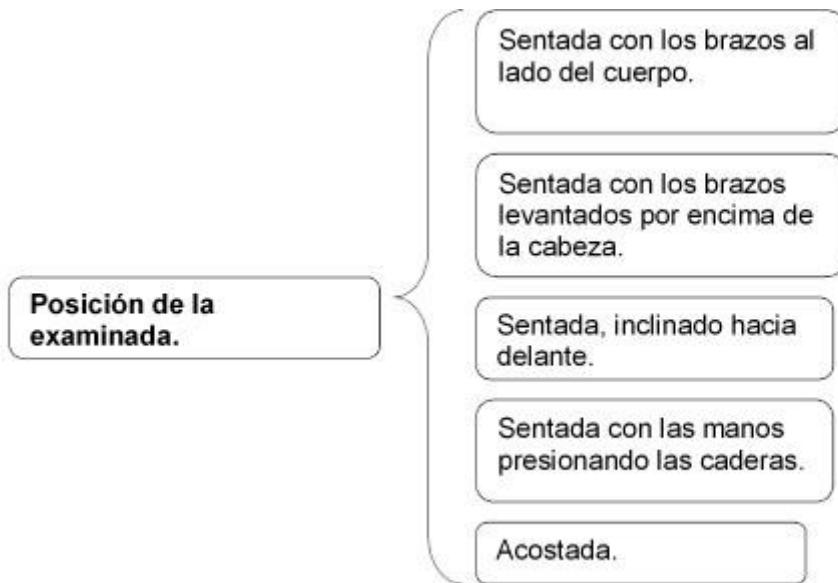 Posición de la
examinada.
Sentada con los brazos al
lado del cuerpo.
Sentada con los brazos
levantados por encima de
la cabeza.
Sentada, inclinado hacia
delante.
Sentada con las manos
presionando las caderas.
Acostada.